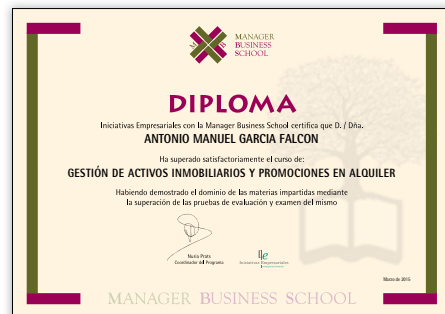 MANAGER
BUSINESS
SCHOOL
M
B
DIPLOMA
Iniciativas Empresariales con la Manager Business School certifica que D. / Dña.
ANTONIO MANUEL GARCIA FALCON
Ha superado satisfactoriamente el curso de:
GESTIÓN DE ACTIVOS INMOBILIARIOS Y PROMOCIONES EN ALQUILER
Habiendo demostrado el dominio de las materias impartidas mediante
la superación de las pruebas de evaluación y examen del mismo
Nuria Prats
Coordinador del Programa
Iniciativas Empresariales
Marzo de 2015
MANAGER BUSINESS SCHOOL